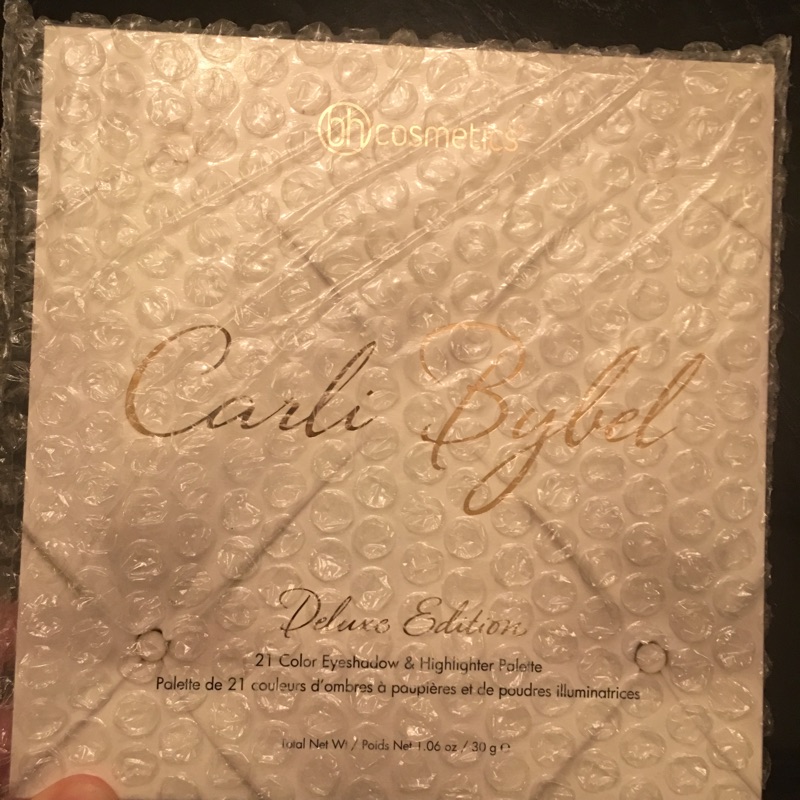 bh cosmetics
Carli Bybel
Deluxe Edition
21 Color Eyeshadow & Highlighter Palette
Palette de 21 couleurs d'ombres à paupières et de poudres illuminatrices
Total Net Wt / Poids Net 1.06 oz / 30 g e